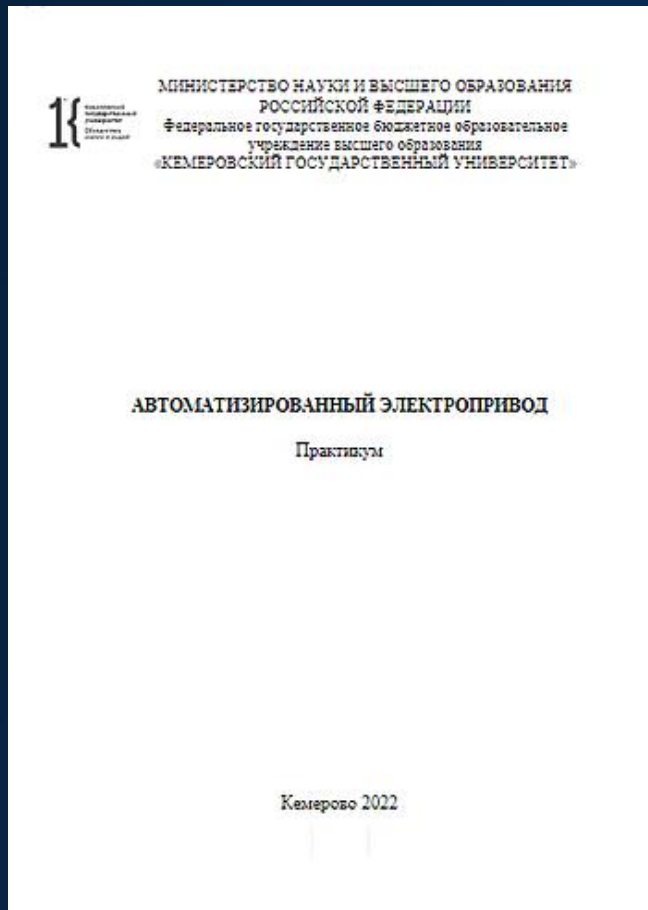 МИНИСТЕРСТВО НАУКИ И ВЫСШЕГО ОБРАЗОВАНИЯ
РОССИЙСКОЙ ФЕДЕРАЦИИ
Федеральное государственное бюджетное образовательное
учреждение высшего образования
«КЕМЕРОВСКИЙ ГОСУДАРСТВЕННЫЙ УНИВЕРСИТЕТ»
АВТОМАТИЗИРОВАННЫЙ ЭЛЕКТРОПРИВОД
Практикум
Кемерово 2022